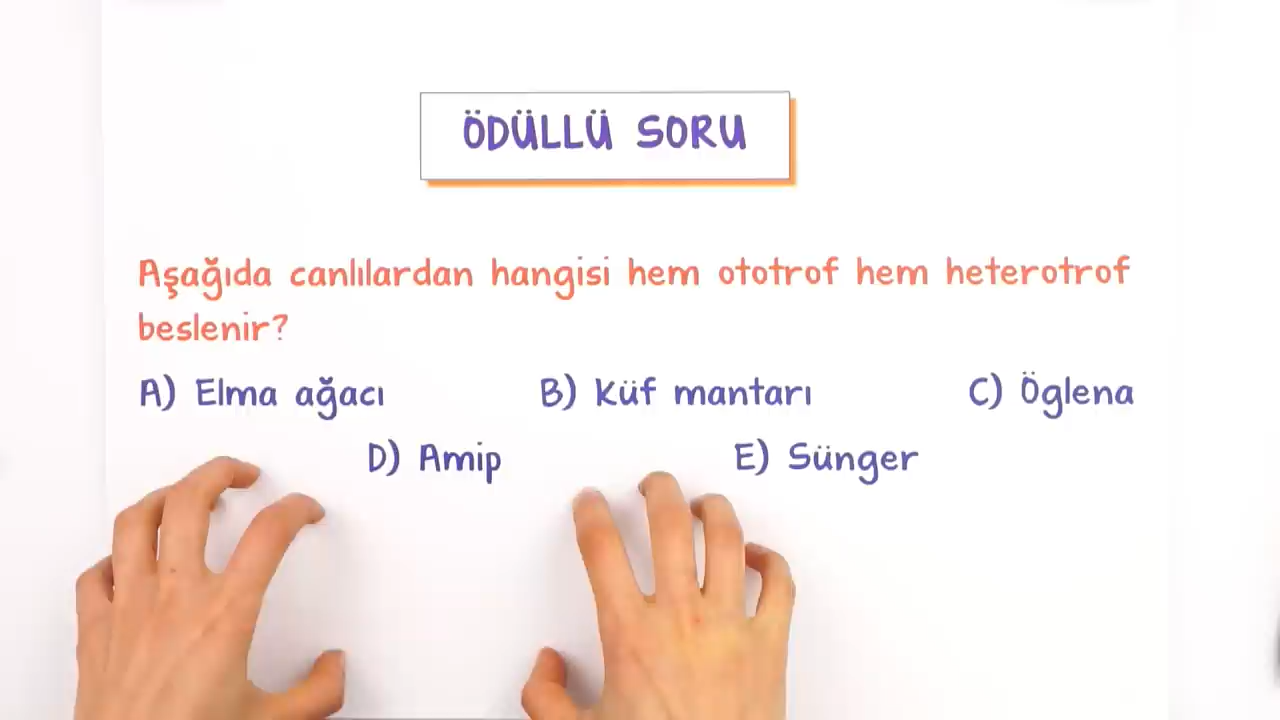 ÖDÜLLÜ SORU
Aşağıda canlılardan hangisi hem ototrof hem heterotrof
beslenir?
A) Elma ağacı B) Küf mantarı C) Öglena
D) Amip E) Sünger